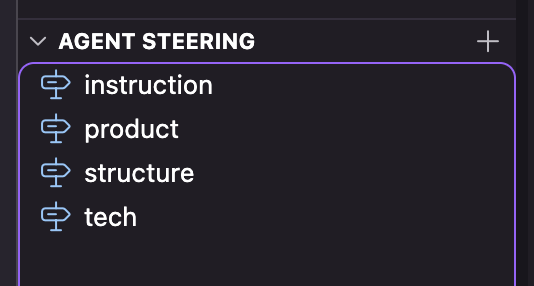 AGENT STEERING
instruction
product
structure
tech